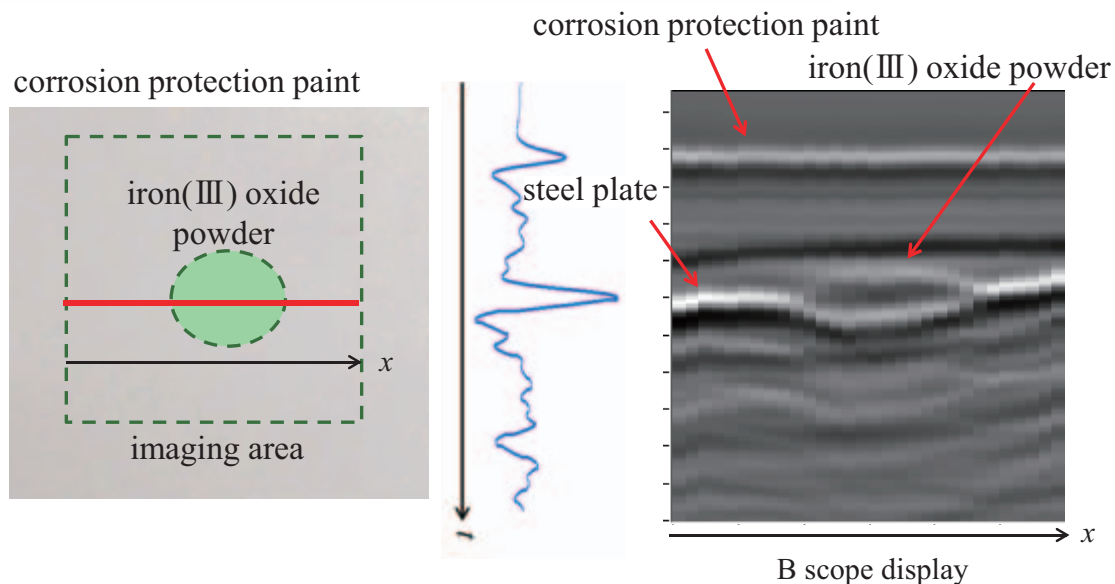 corrosion protection paint
iron(Ⅲ) oxide
powder
x
imaging area
t
corrosion protection paint
iron(Ⅲ) oxide powder
steel plate
x
B scope display